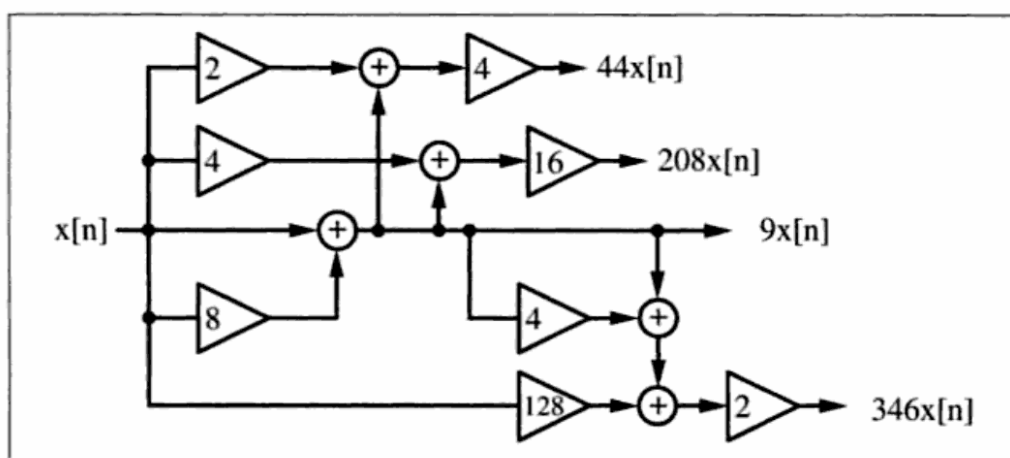 2 + 4 44x[n]
4 + 16 208x[n]
x[n] + 9x[n]
8 4 +
128 + 2 346x[n]